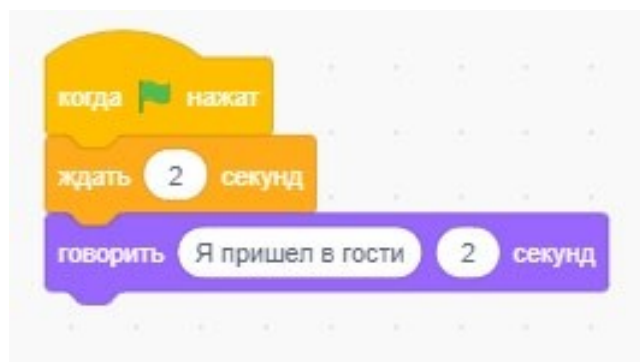 когда нажат
ждать 2 секунд
говорить Я пришел в гости 2 секунд